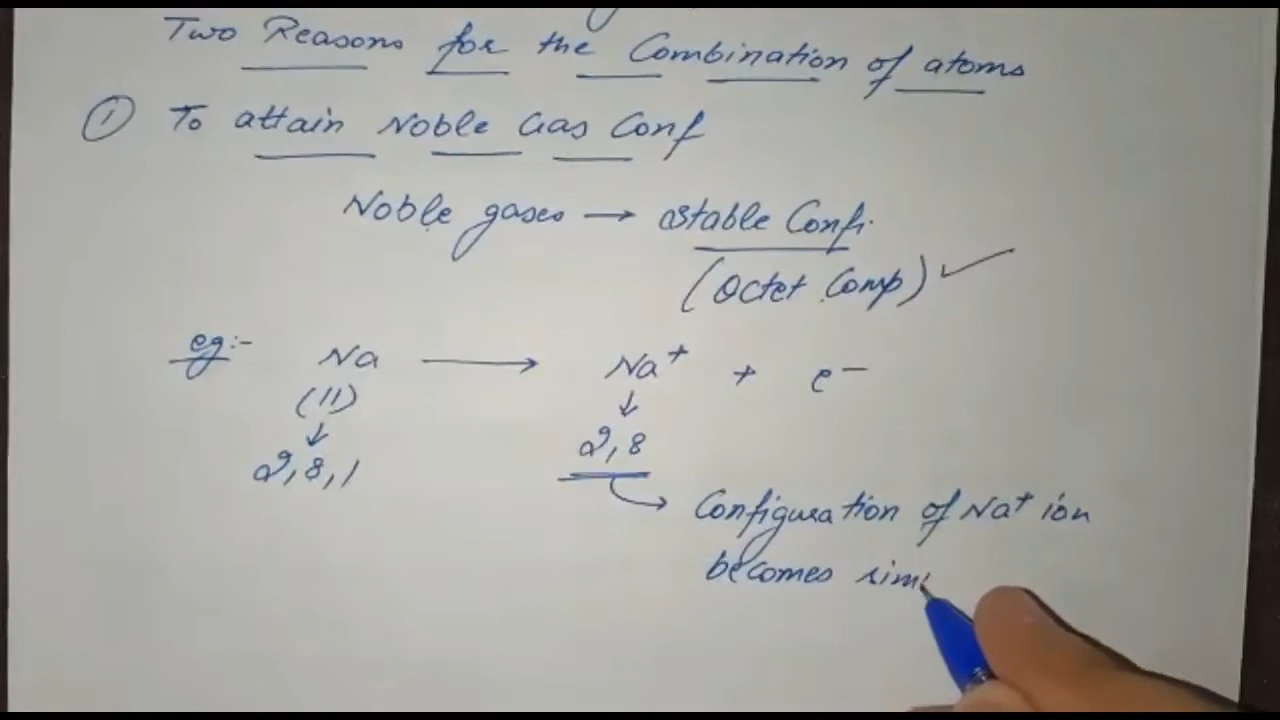 Two Reasons for the Combination of atoms
① To attain Noble Gas Conf
Noble gases → stable Confi.
(Octet Comp) ✓
eg:- Na → Na⁺ + e⁻
(11) ↓
↓ 2,8
2,8,1
Configuration of Na⁺ ion
becomes simi